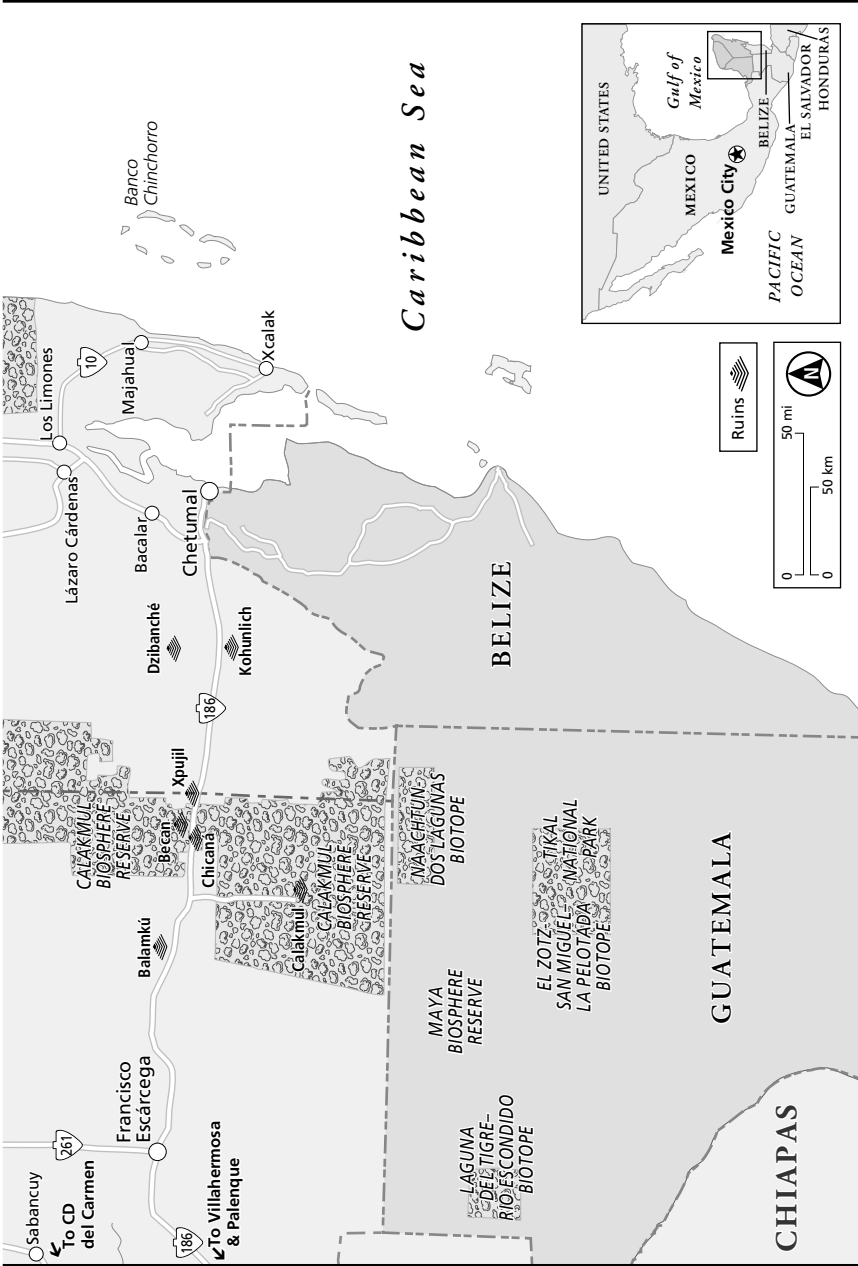 Sabancuy
To CD
del Carmen
261
186
To Villahermosa
& Palenque
Francisco
Escárcega
Balamkú
CALAKMUL
BIOSPHERE
RESERVE
Becan
Chicanà
Xpujil
Calakmul
CALAKMUL
BIOSPHERE
RESERVE
186
Dzibanché
Kohunlich
Lázaro Cárdenas
Los Limones
10
Bacalar
Chetumal
Majahual
Xcalak
Banco
Chinchorro
Caribbean Sea
LAGUNA
DEL TIGRE–
RIO ESCONDIDO
BIOTOPE
MAYA
BIOSPHERE
RESERVE
NAACHTUN-
DOS LAGUNAS
BIOTOPE
EL ZOTZ-
SAN MIGUEL
LA PELOTADA
BIOTOPE
TIKAL
NATIONAL
PARK
BELIZE
GUATEMALA
CHIAPAS
Ruins
0
50 mi
0
50 km
N
UNITED STATES
Gulf of
Mexico
MEXICO
Mexico City
PACIFIC
OCEAN
BELIZE
GUATEMALA
EL SALVADOR
HONDURAS